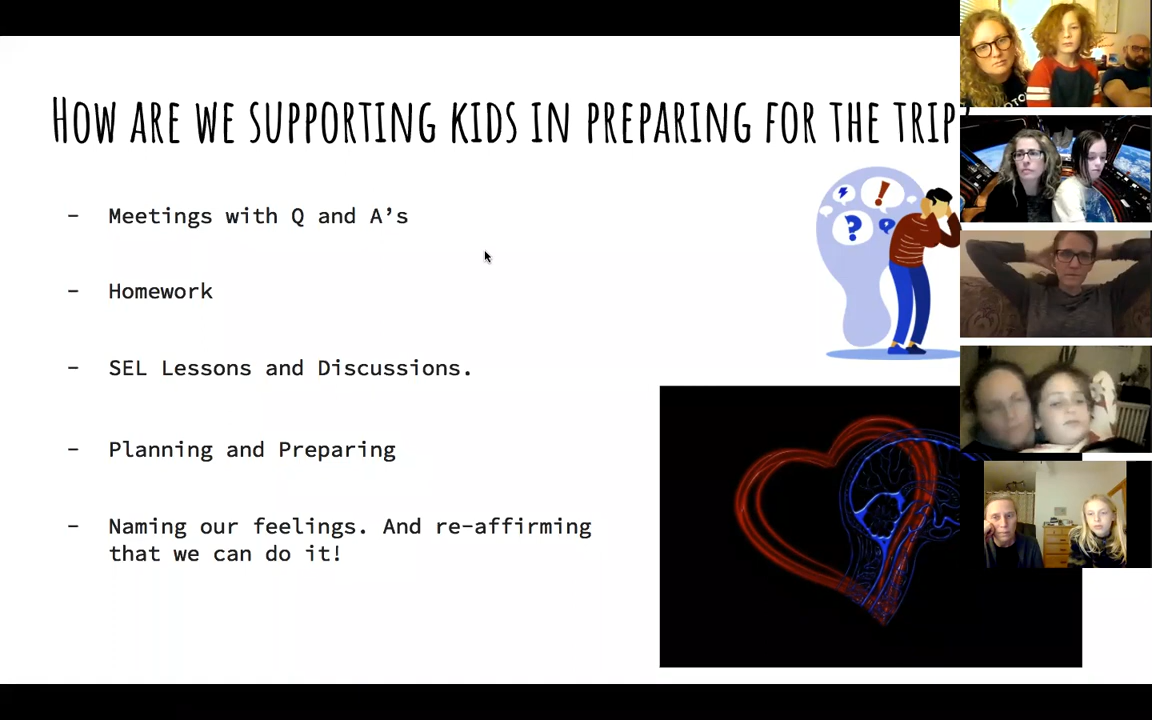 HOW ARE WE SUPPORTING KIDS IN PREPARING FOR THE TRIP?
- Meetings with Q and A’s
- Homework
- SEL Lessons and Discussions.
- Planning and Preparing
- Naming our feelings. And re-affirming
that we can do it!
! ? ?